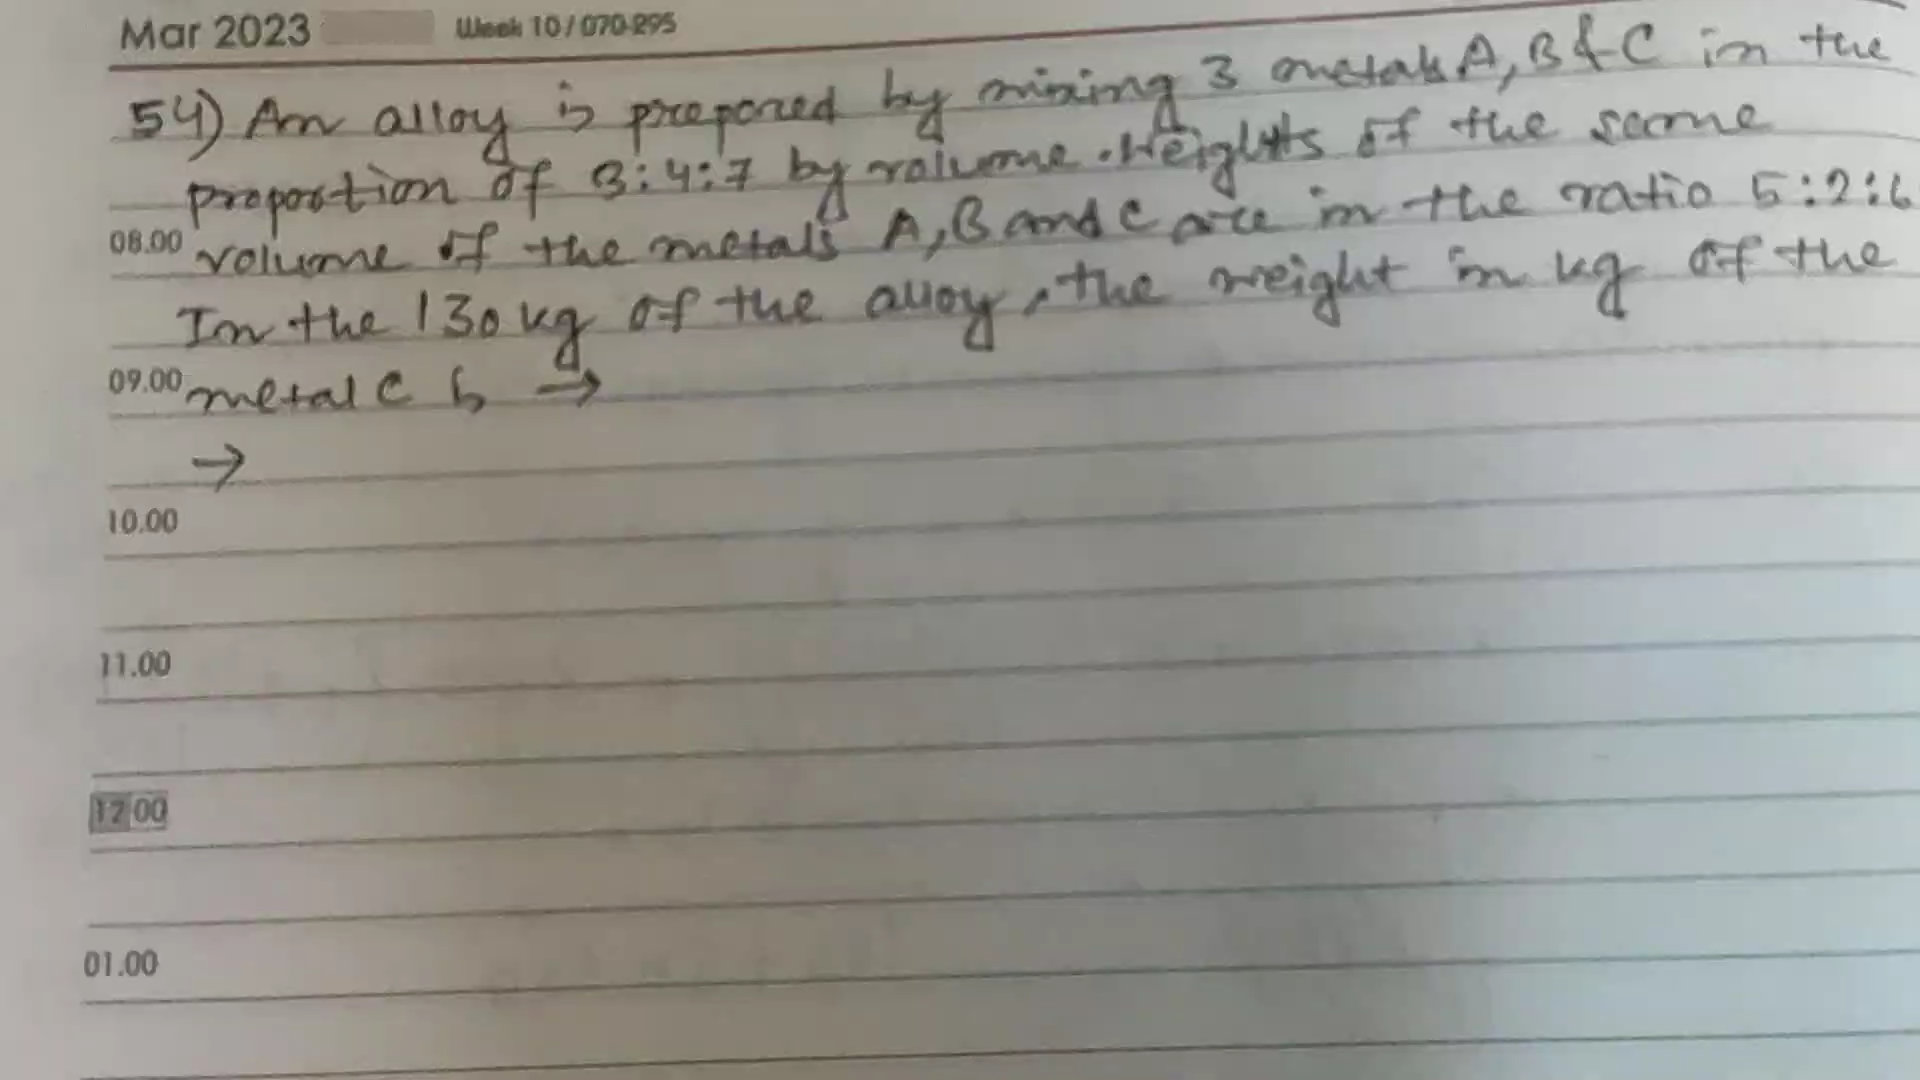 Mar 2023 Week 10/070-295
54) An alloy is prepared by mixing 3 metals A, B & C in the
proportion of 3:4:7 by volume. Weights of the same
08.00 volume of the metals A, B and C are in the ratio 5:2:6
In the 130 kg of the alloy, the weight in kg of the
09.00 metal C is →
→
10.00
11.00
12.00
01.00